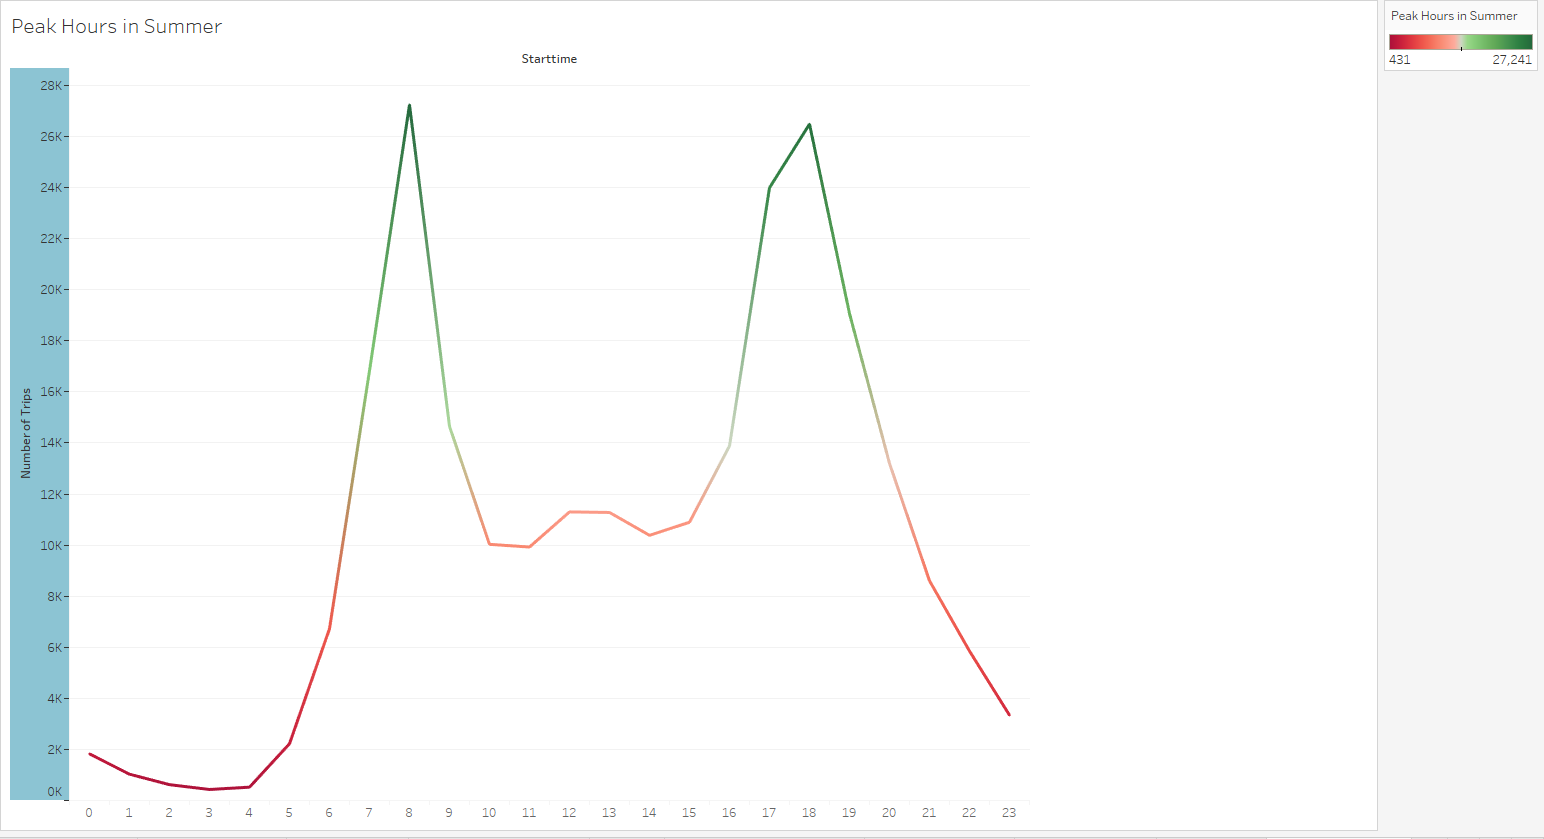 Peak Hours in Summer
Starttime
Number of Trips
28K
26K
24K
22K
20K
18K
16K
14K
12K
10K
8K
6K
4K
2K
0K
0 1 2 3 4 5 6 7 8 9 10 11 12 13 14 15 16 17 18 19 20 21 22 23
Peak Hours in Summer
431 27,241